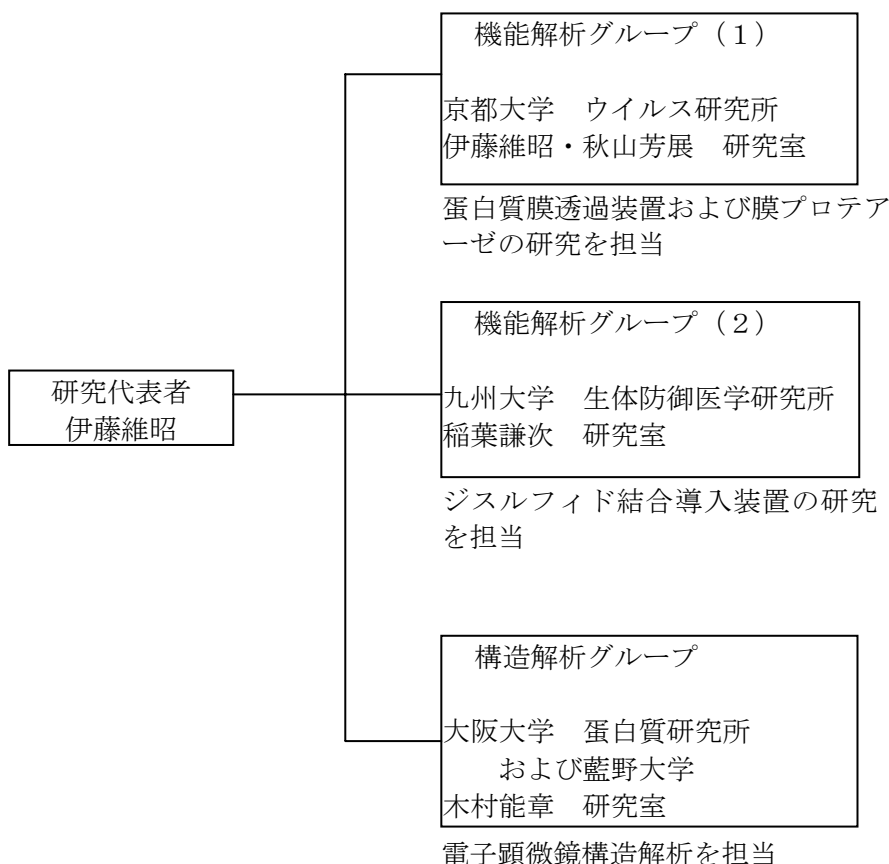 機能解析グループ(1)
京都大学 ウイルス研究所
伊藤維昭・秋山芳展 研究室
蛋白質膜透過装置および膜プロテア
ーゼの研究を担当
機能解析グループ(2)
九州大学 生体防御医学研究所
稲葉謙次 研究室
ジスルフィド結合導入装置の研究
を担当
研究代表者
伊藤維昭
構造解析グループ
大阪大学 蛋白質研究所
および藍野大学
木村能章 研究室
電子顕微鏡構造解析を担当